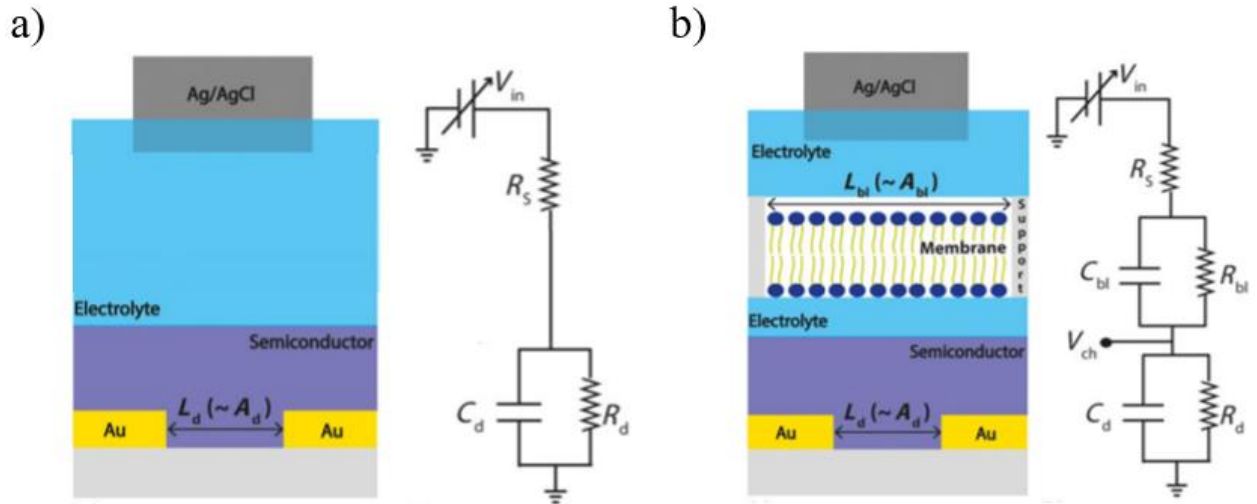 a)
Ag/AgCl
Electrolyte
Semiconductor
L_d (~ A_d)
Au
Au
V_in
R_S
C_d
R_d
b)
Ag/AgCl
Electrolyte
L_bl (~ A_bl)
Membrane
Support
Electrolyte
Semiconductor
L_d (~ A_d)
Au
Au
V_in
R_S
C_bl
R_bl
V_ch
C_d
R_d